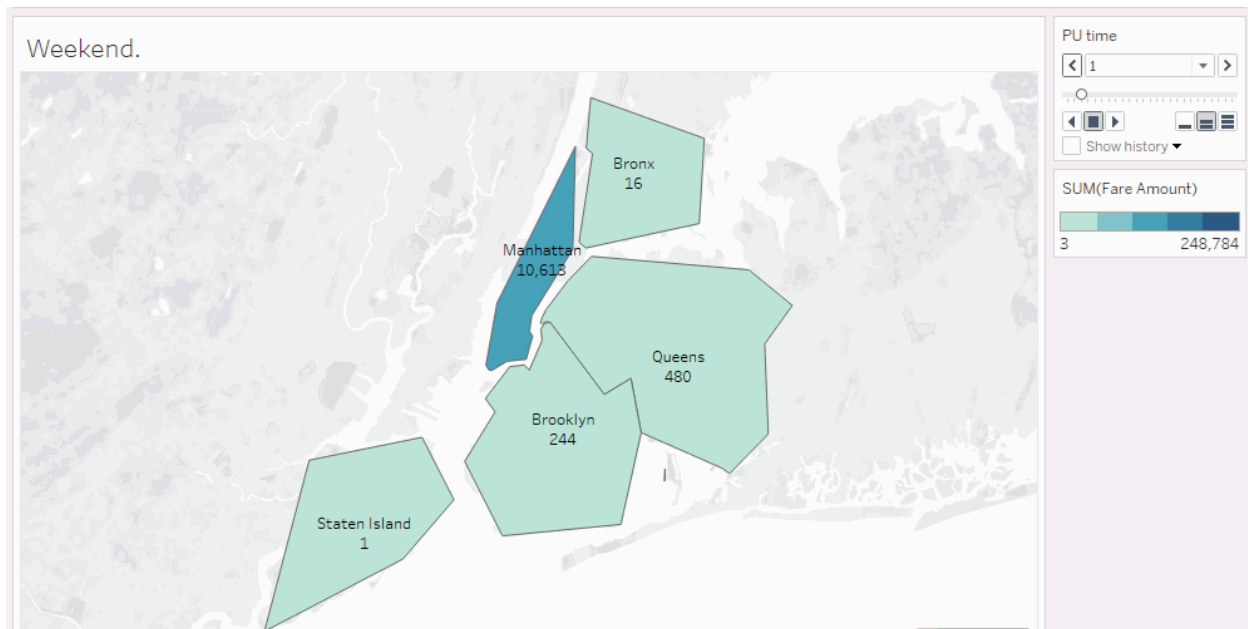 Weekend.
PU time
1
Show history
SUM(Fare Amount)
3 248,784
Bronx
16
Manhattan
10,613
Queens
480
Brooklyn
244
Staten Island
1